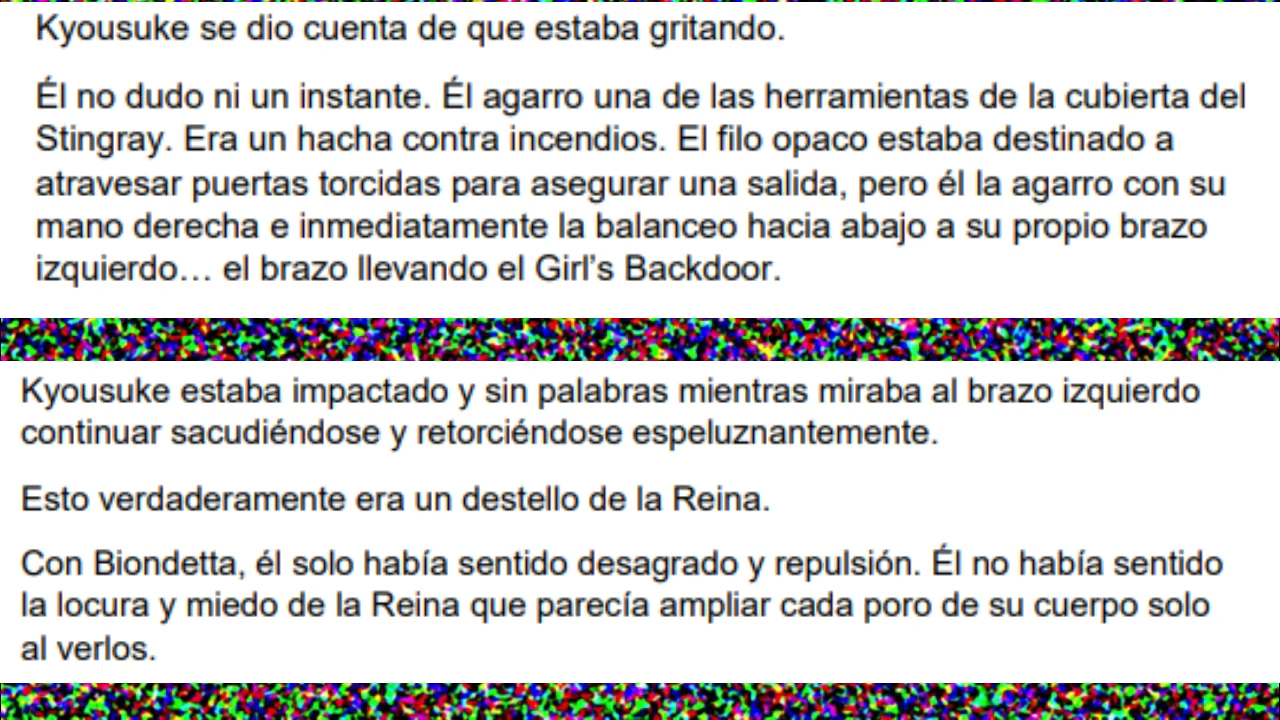 Kyousuke se dio cuenta de que estaba gritando.
Él no dudo ni un instante. Él agarro una de las herramientas de la cubierta del
Stingray. Era un hacha contra incendios. El filo opaco estaba destinado a
atravesar puertas torcidas para asegurar una salida, pero él la agarro con su
mano derecha e inmediatamente la balanceo hacia abajo a su propio brazo
izquierdo… el brazo llevando el Girl’s Backdoor.
Kyousuke estaba impactado y sin palabras mientras miraba al brazo izquierdo
continuar sacudiéndose y retorciéndose espeluznantemente.
Esto verdaderamente era un destello de la Reina.
Con Biondetta, él solo había sentido desagrado y repulsión. Él no había sentido
la locura y miedo de la Reina que parecía ampliar cada poro de su cuerpo solo
al verlos.